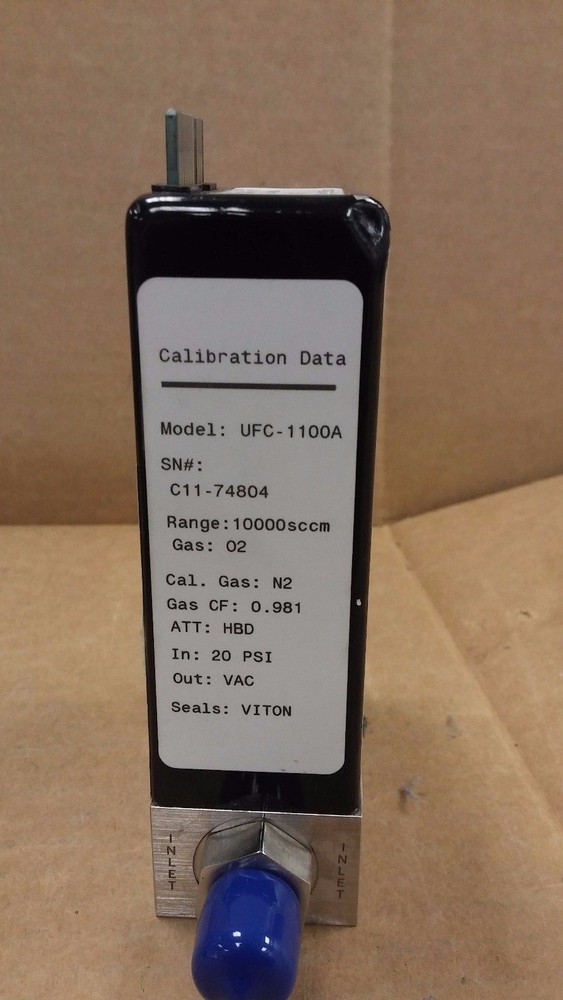 Calibration Data
Model: UFC-1100A
SN#:
C11-74804
Range:10000sccm
Gas: O2
Cal. Gas: N2
Gas CF: 0.981
ATT: HBD
In: 20 PSI
Out: VAC
Seals: VITON
INLET
INLET